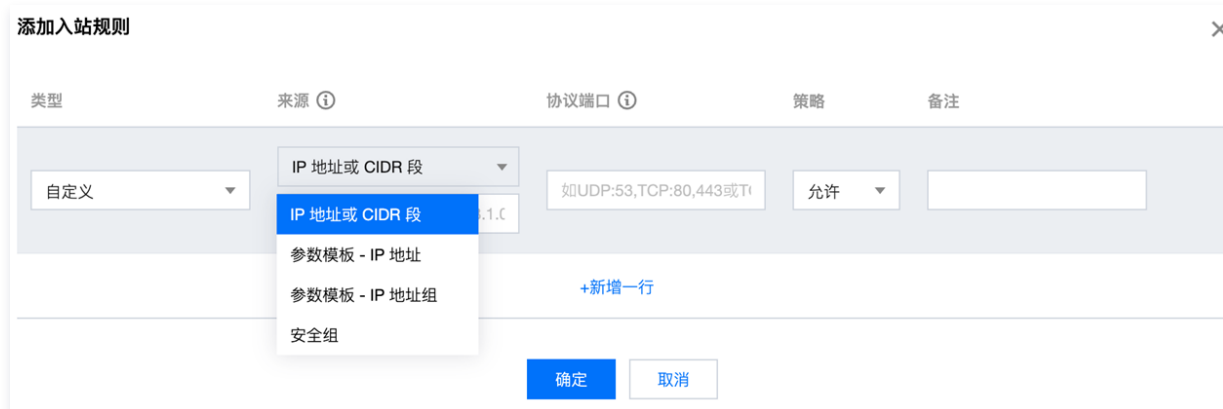 添加入站规则
类型 来源 协议端口 策略 备注
IP 地址或 CIDR 段
自定义 如UDP:53,TCP:80,443或T 允许
IP 地址或 CIDR 段 .1.0
参数模板 - IP 地址
参数模板 - IP 地址组
+新增一行
安全组
确定 取消